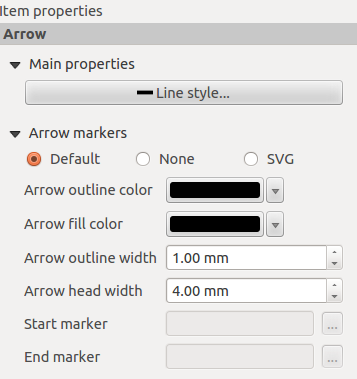 Item properties
Arrow
Main properties
Line style...
Arrow markers
Default None SVG
Arrow outline color
Arrow fill color
Arrow outline width 1.00 mm
Arrow head width 4.00 mm
Start marker ...
End marker ...